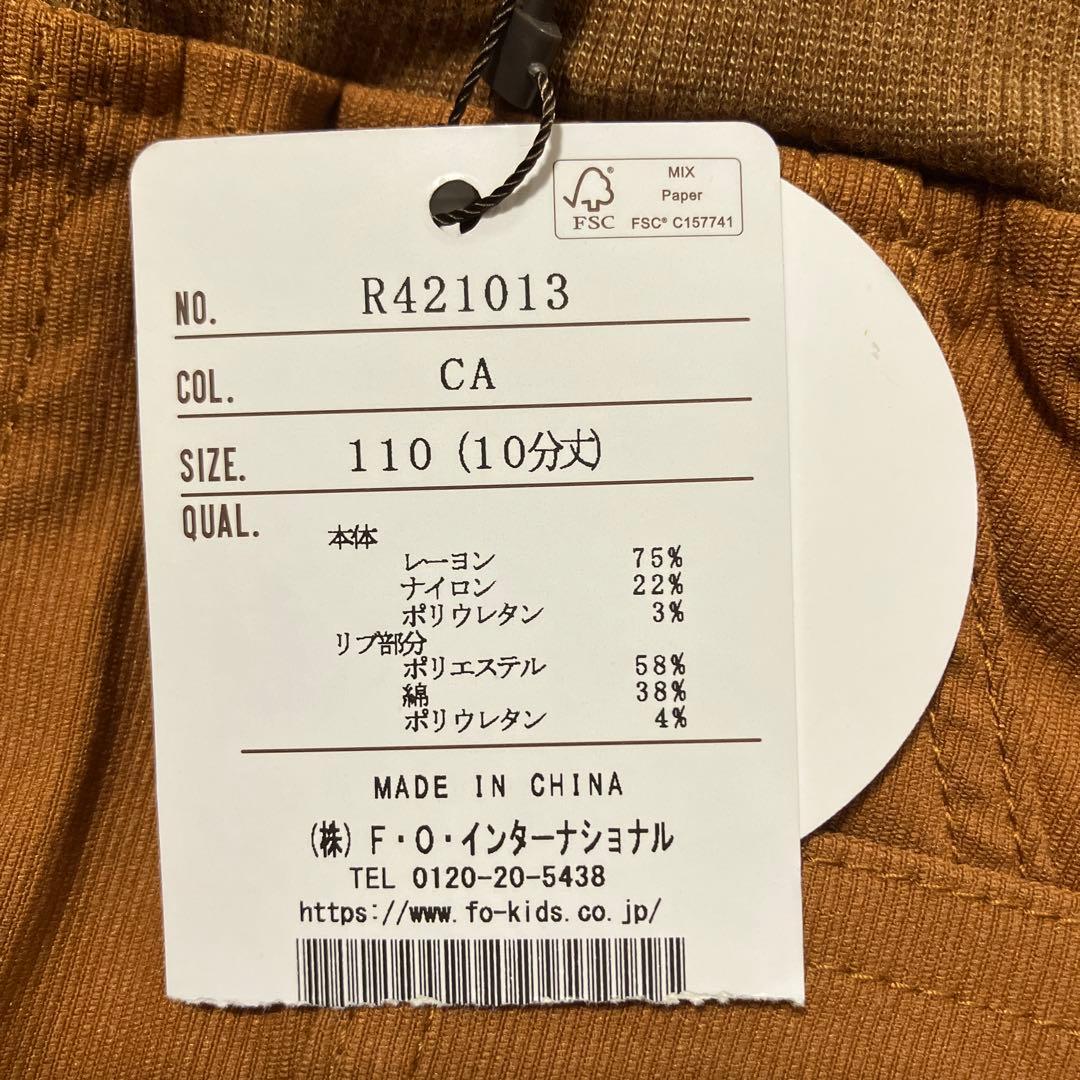 MIX
Paper
FSC® C157741
FSC
NO. R421013
COL. CA
SIZE. 110 (10分丈)
QUAL.
本体
レーヨン 75%
ナイロン 22%
ポリウレタン 3%
リブ部分
ポリエステル 58%
綿 38%
ポリウレタン 4%
MADE IN CHINA
(株) F・O・インターナショナル
TEL 0120-20-5438
https://www.fo-kids.co.jp/